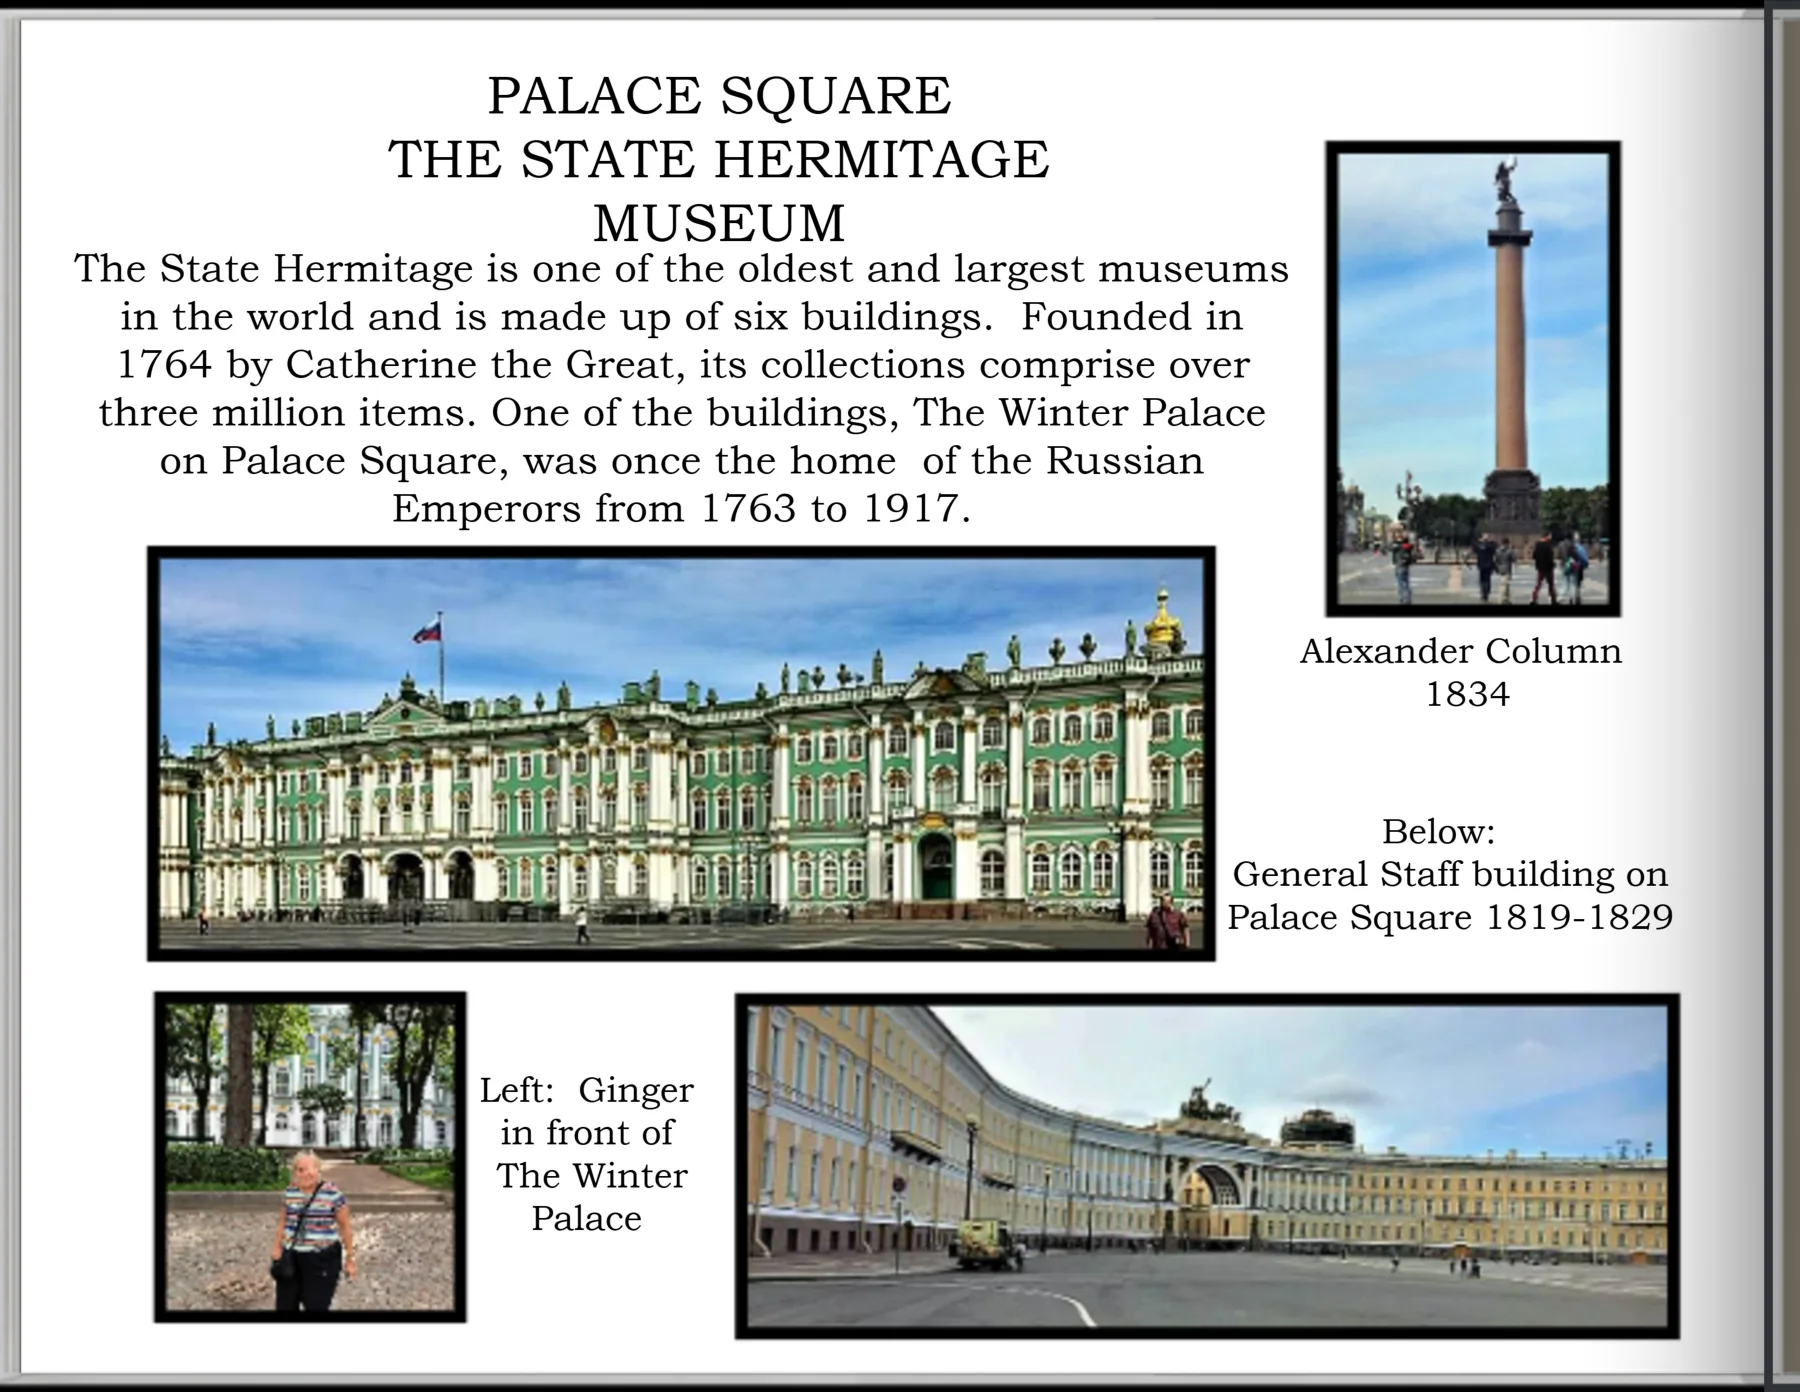 PALACE SQUARE
THE STATE HERMITAGE
MUSEUM
The State Hermitage is one of the oldest and largest museums
in the world and is made up of six buildings.  Founded in
1764 by Catherine the Great, its collections comprise over
three million items. One of the buildings, The Winter Palace
on Palace Square, was once the home  of the Russian
Emperors from 1763 to 1917.
Alexander Column
1834
Below:
General Staff building on
Palace Square 1819-1829
Left:  Ginger
in front of
The Winter
Palace